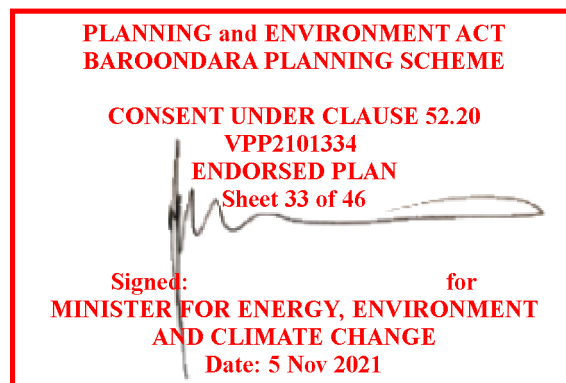 PLANNING and ENVIRONMENT ACT
BAROONDARA PLANNING SCHEME
CONSENT UNDER CLAUSE 52.20
VPP2101334
ENDORSED PLAN
Sheet 33 of 46
Signed: for
MINISTER FOR ENERGY, ENVIRONMENT
AND CLIMATE CHANGE
Date: 5 Nov 2021